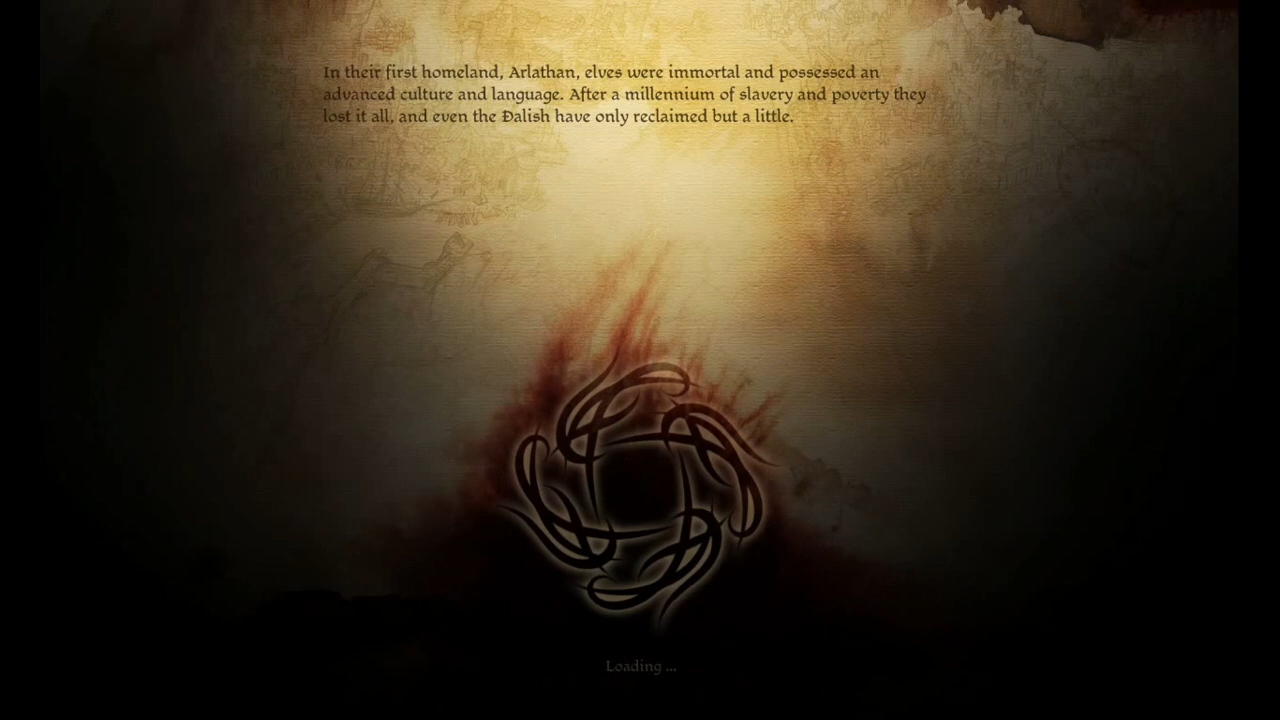 In their first homeland, Arlathan, elves were immortal and possessed an
advanced culture and language. After a millennium of slavery and poverty they
lost it all, and even the Dalish have only reclaimed but a little.
Loading ...